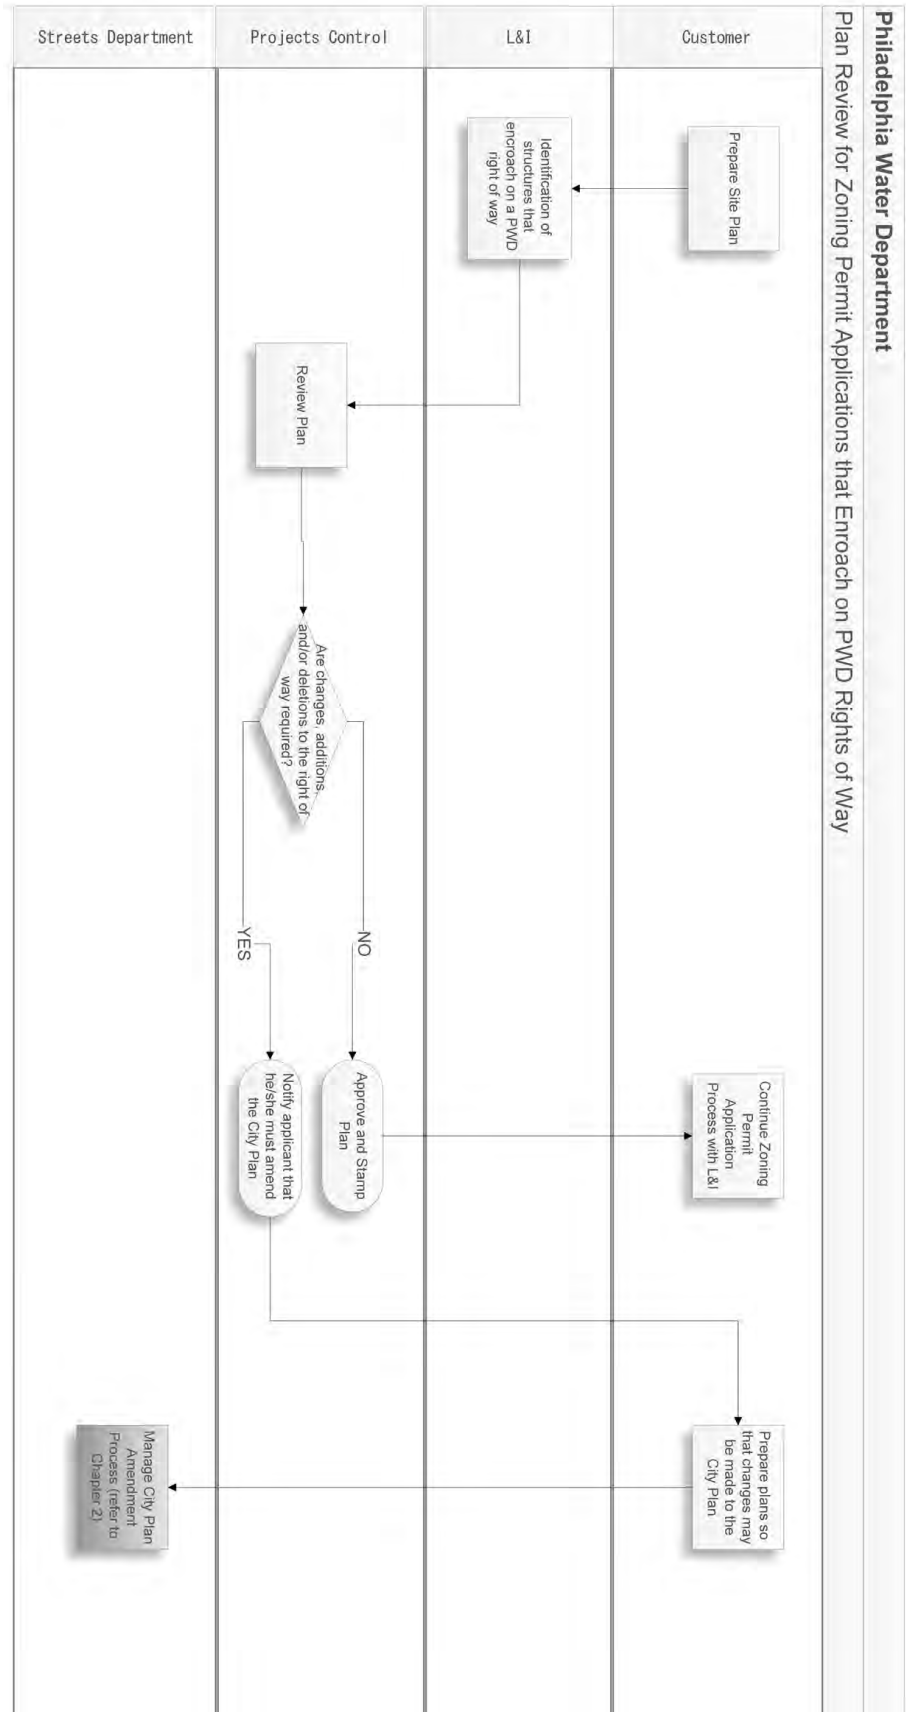 Philadelphia Water Department
Plan Review for Zoning Permit Applications that Enroach on PWD Rights of Way
Customer
L&I
Projects Control
Streets Department
Prepare Site Plan
Identification of
structures that
encroach on a PWD
right of way
Review Plan
Are changes, additions,
and/or deletions to the right of
way required?
NO
YES
Approve and Stamp
Plan
Notify applicant that
he/she must amend
the City Plan
Continue Zoning
Permit
Application
Process with L&I
Prepare plans so
that changes may
be made to the
City Plan
Manage City Plan
Amendment
Process (refer to
Chapter 2)